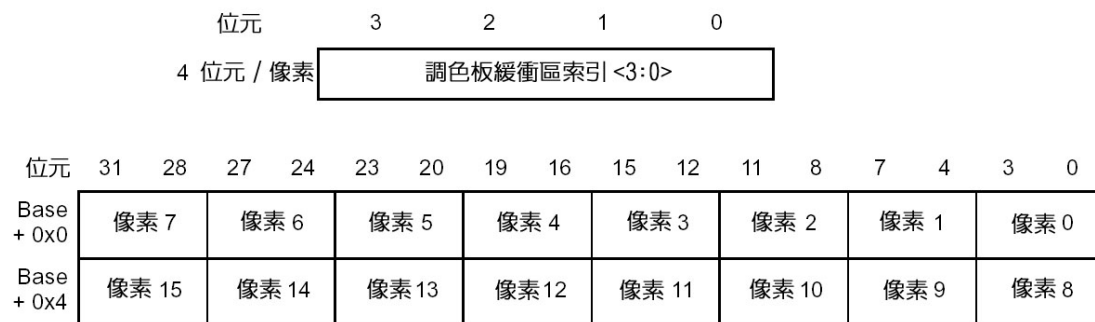 位元 3 2 1 0
4 位元 / 像素 調色板緩衝區索引 <3:0>
位元 31 28 27 24 23 20 19 16 15 12 11 8 7 4 3 0
Base + 0x0 像素 7 像素 6 像素 5 像素 4 像素 3 像素 2 像素 1 像素 0
Base + 0x4 像素 15 像素 14 像素 13 像素 12 像素 11 像素 10 像素 9 像素 8